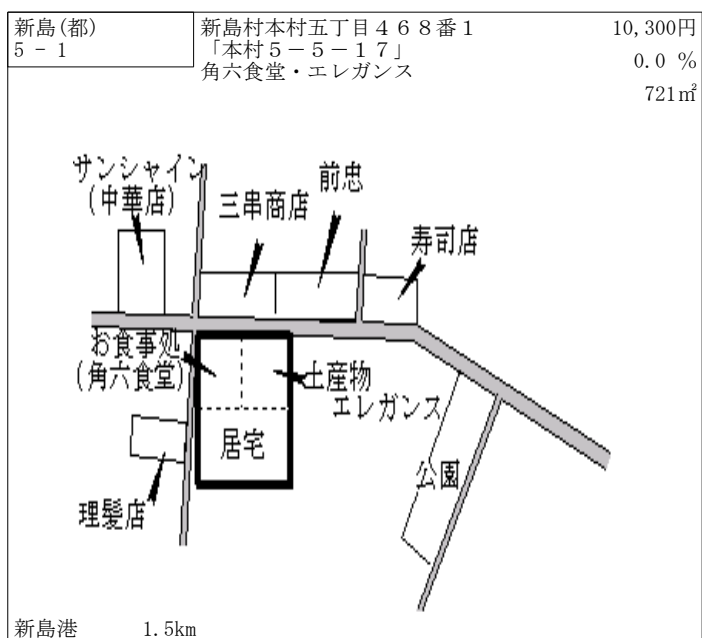 新島(都)
5 - 1
新島村本村五丁目468番1
「本村5-5-17」
角六食堂・エレガンス
10,300円
0.0 %
721㎡
サンシャイン
(中華店)
三串商店
前忠
寿司店
お食事処
(角六食堂)
土産物
エレガンス
居宅
理髪店
公園
新島港 1.5km